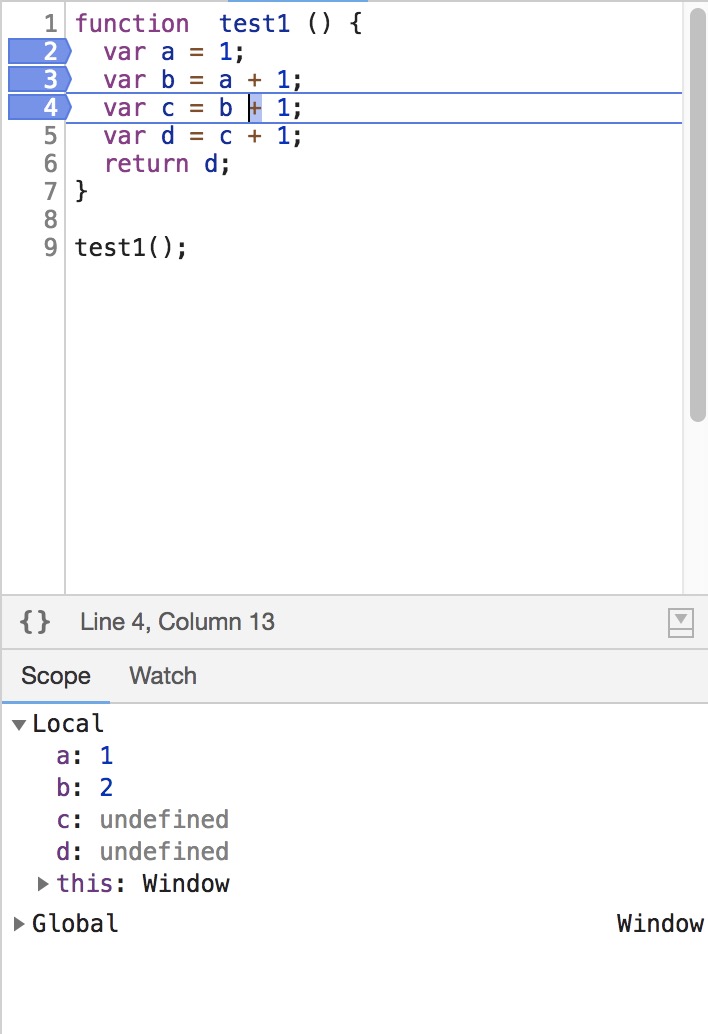 1 function  test1 () {
2   var a = 1;
3   var b = a + 1;
4   var c = b + 1;
5   var d = c + 1;
6   return d;
7 }
8
9 test1();
{} Line 4, Column 13
Scope Watch
Local
a: 1
b: 2
c: undefined
d: undefined
this: Window
Global Window